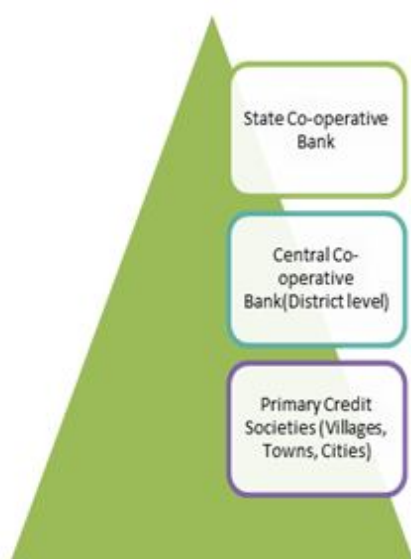 State Co-operative
Bank
Central Co-
operative
Bank(District level)
Primary Credit
Societies (Villages,
Towns, Cities)